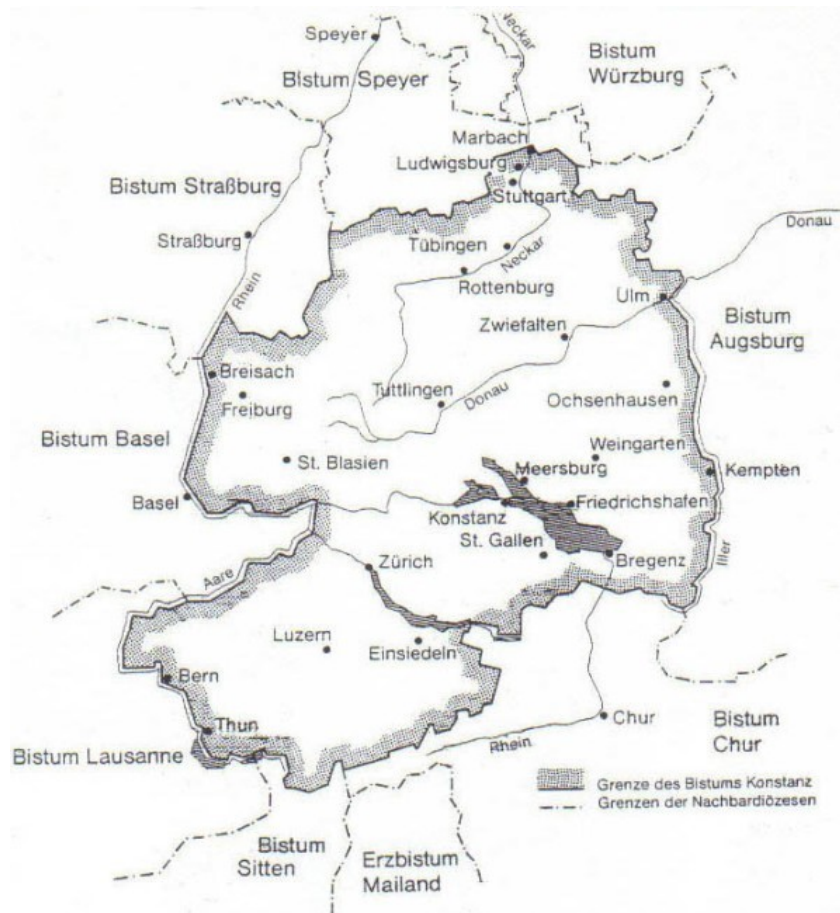 Speyer
Neckar
Bistum Speyer
Bistum
Würzburg
Marbach
Ludwigsburg
Stuttgart
Bistum Straßburg
Straßburg
Rhein
Tübingen
Neckar
Rottenburg
Donau
Ulm
Zwiefalten
Bistum
Augsburg
Breisach
Freiburg
Tuttlingen
Donau
Ochsenhausen
Bistum Basel
St. Blasien
Weingarten
Meersburg
Kempten
Basel
Konstanz
Friedrichshafen
St. Gallen
Bregenz
Iller
Aare
Zürich
Luzern
Einsiedeln
Bern
Thun
Chur
Rhein
Bistum Lausanne
Bistum
Chur
Grenze des Bistums Konstanz
Grenzen der Nachbardiözesen
Bistum
Sitten
Erzbistum
Mailand